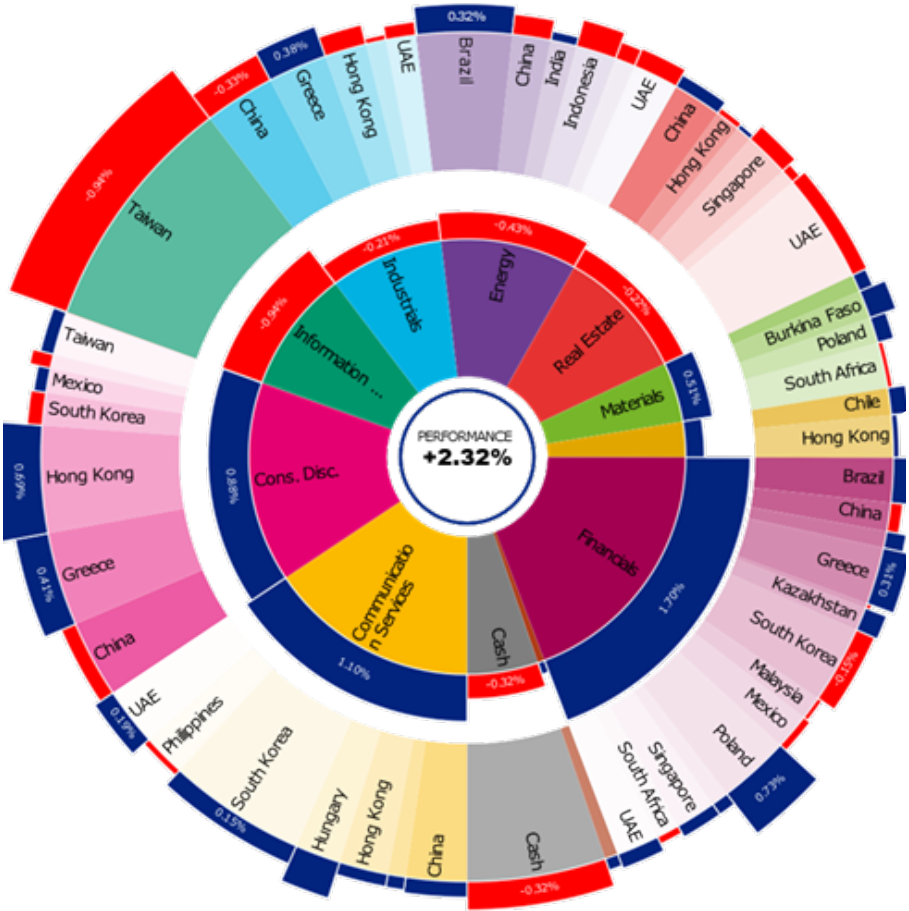 PERFORMANCE
+2.32%
Energy
-0.43%
Real Estate
-0.22%
Materials
0.51%
Financials
1.70%
Cash
-0.32%
Communicatio
n Services
1.10%
Cons. Disc.
0.88%
Information ...
-0.94%
Industrials
-0.21%
Brazil
0.32%
China
India
Indonesia
UAE
China
Hong Kong
Singapore
UAE
Burkina Faso
Poland
South Africa
Chile
Hong Kong
Brazil
China
Greece
0.31%
Kazakhstan
South Korea
-0.15%
Malaysia
Mexico
Poland
0.73%
Singapore
South Africa
UAE
Cash
-0.32%
China
Hong Kong
Hungary
South Korea
0.15%
Philippines
UAE
0.19%
China
Greece
0.41%
Hong Kong
0.69%
South Korea
Mexico
Taiwan
Taiwan
-0.94%
China
-0.33%
Greece
0.38%
Hong Kong
UAE